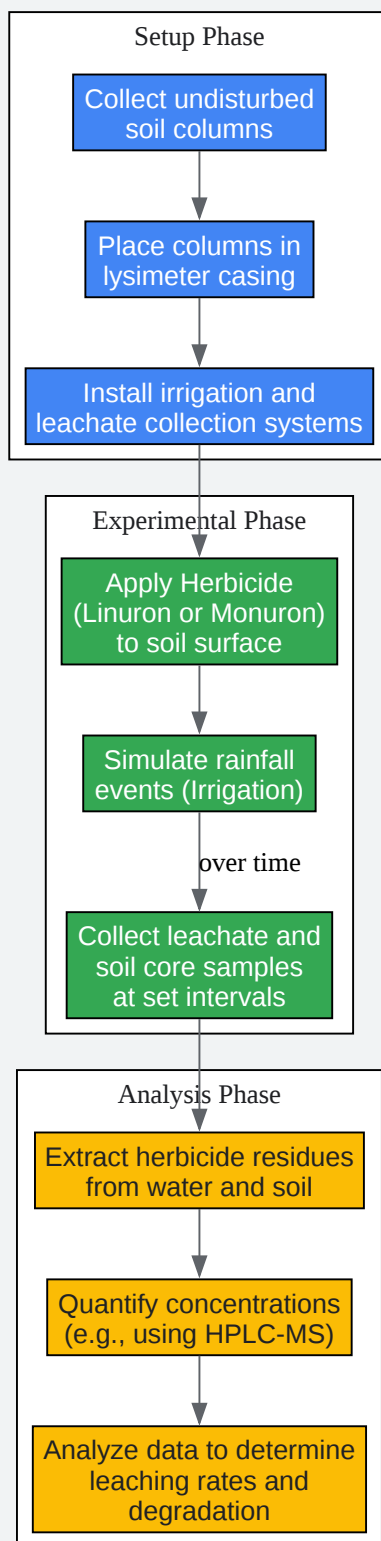 Setup Phase
Collect undisturbed
soil columns
Place columns in
lysimeter casing
Install irrigation and
leachate collection systems
Experimental Phase
Apply Herbicide
(Linuron or Monuron)
to soil surface
Simulate rainfall
events (Irrigation)
over time
Collect leachate and
soil core samples
at set intervals
Analysis Phase
Extract herbicide residues
from water and soil
Quantify concentrations
(e.g., using HPLC-MS)
Analyze data to determine
leaching rates and
degradation